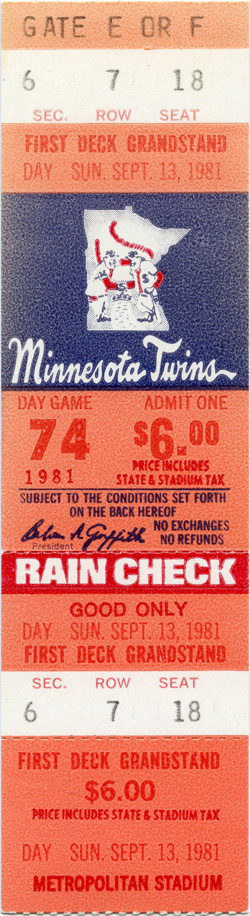 GATE E OR F
6 7 18
SEC. ROW SEAT
FIRST DECK GRANDSTAND
DAY SUN. SEPT. 13, 1981
Minnesota Twins
DAY GAME ADMIT ONE
74 $6.00
1981 PRICE INCLUDES
STATE & STADIUM TAX
SUBJECT TO THE CONDITIONS SET FORTH
ON THE BACK HEREOF
President NO EXCHANGES
NO REFUNDS
RAIN CHECK
GOOD ONLY
DAY SUN. SEPT. 13, 1981
FIRST DECK GRANDSTAND
SEC. ROW SEAT
6 7 18
FIRST DECK GRANDSTAND
$6.00
PRICE INCLUDES STATE & STADIUM TAX
DAY SUN. SEPT. 13, 1981
METROPOLITAN STADIUM